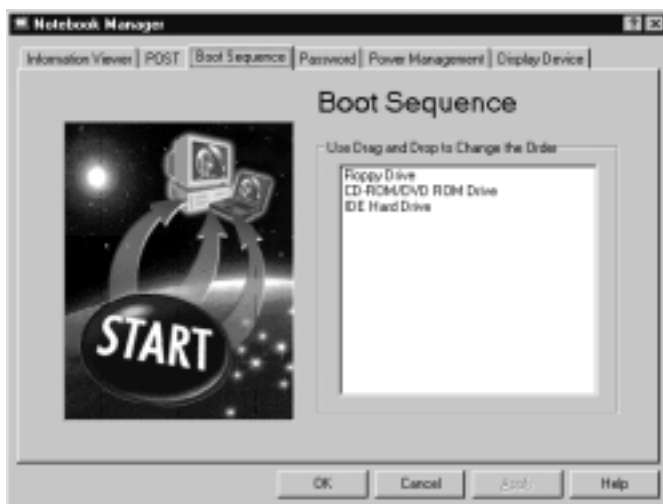 Notebook Manager
Information Viewer POST Boot Sequence Password Power Management Display Device
Boot Sequence
Use Drag and Drop to Change the Order
Floppy Drive
CD-ROM/DVD ROM Drive
IDE Hard Drive
START
OK Cancel Apply Help